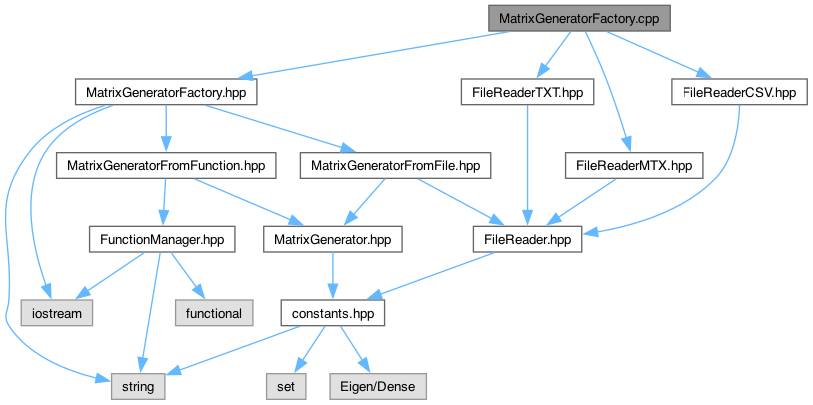 MatrixGeneratorFactory.cpp
MatrixGeneratorFactory.hpp
FileReaderTXT.hpp
FileReaderCSV.hpp
MatrixGeneratorFromFunction.hpp
MatrixGeneratorFromFile.hpp
FileReaderMTX.hpp
FunctionManager.hpp
MatrixGenerator.hpp
FileReader.hpp
iostream
functional
constants.hpp
string
set
Eigen/Dense